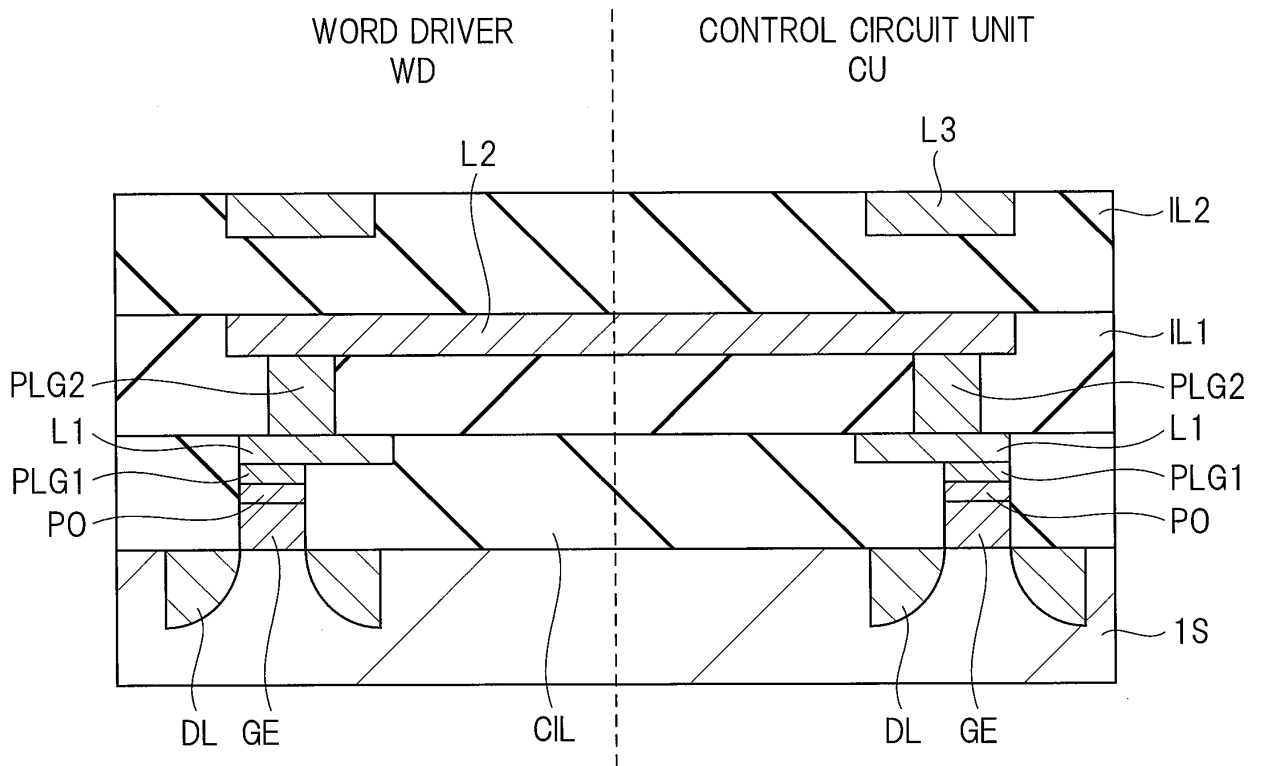 WORD DRIVER
WD
CONTROL CIRCUIT UNIT
CU
L2
L3
IL2
IL1
PLG2
L1
PLG1
PO
PLG2
L1
PLG1
PO
1S
DL
GE
CIL
DL
GE